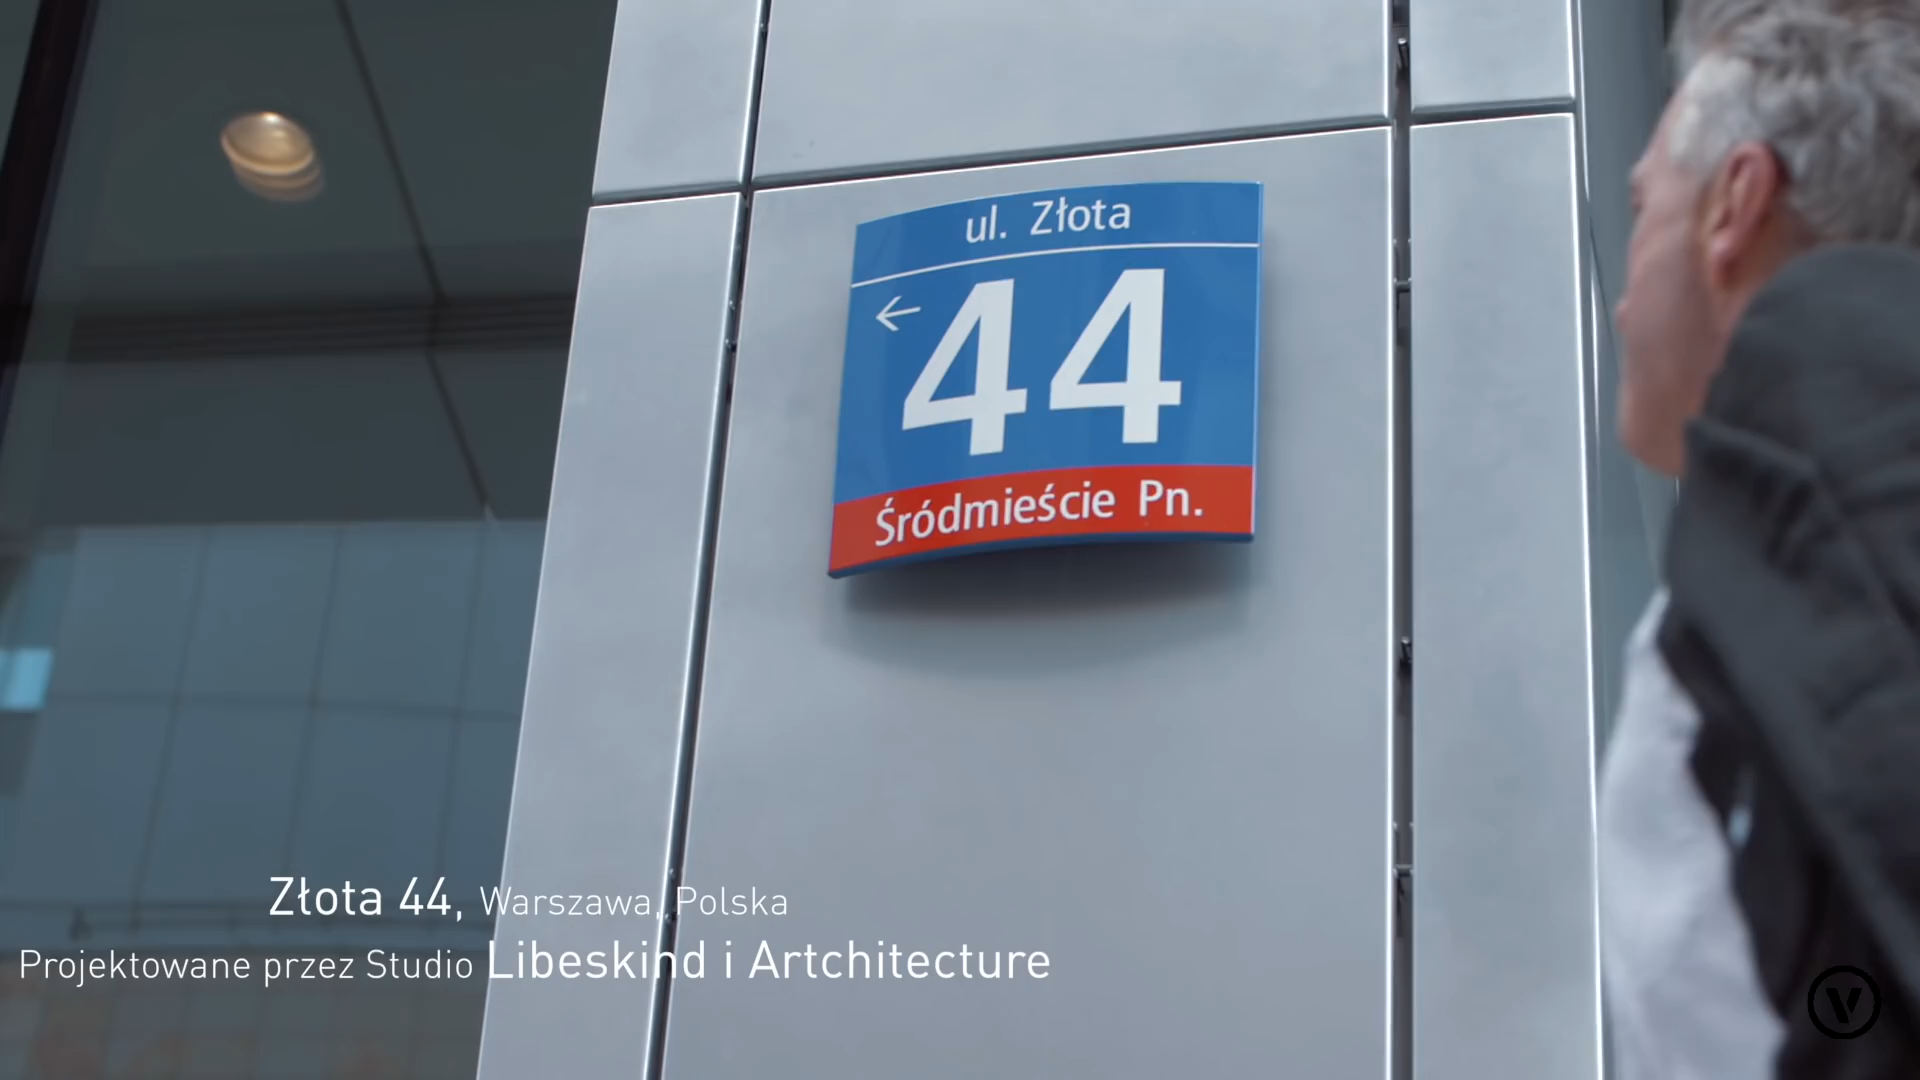 ul. Złota
← 44
Śródmieście Pn.
Złota 44, Warszawa, Polska
Projektowane przez Studio Libeskind i Artchitecture
V